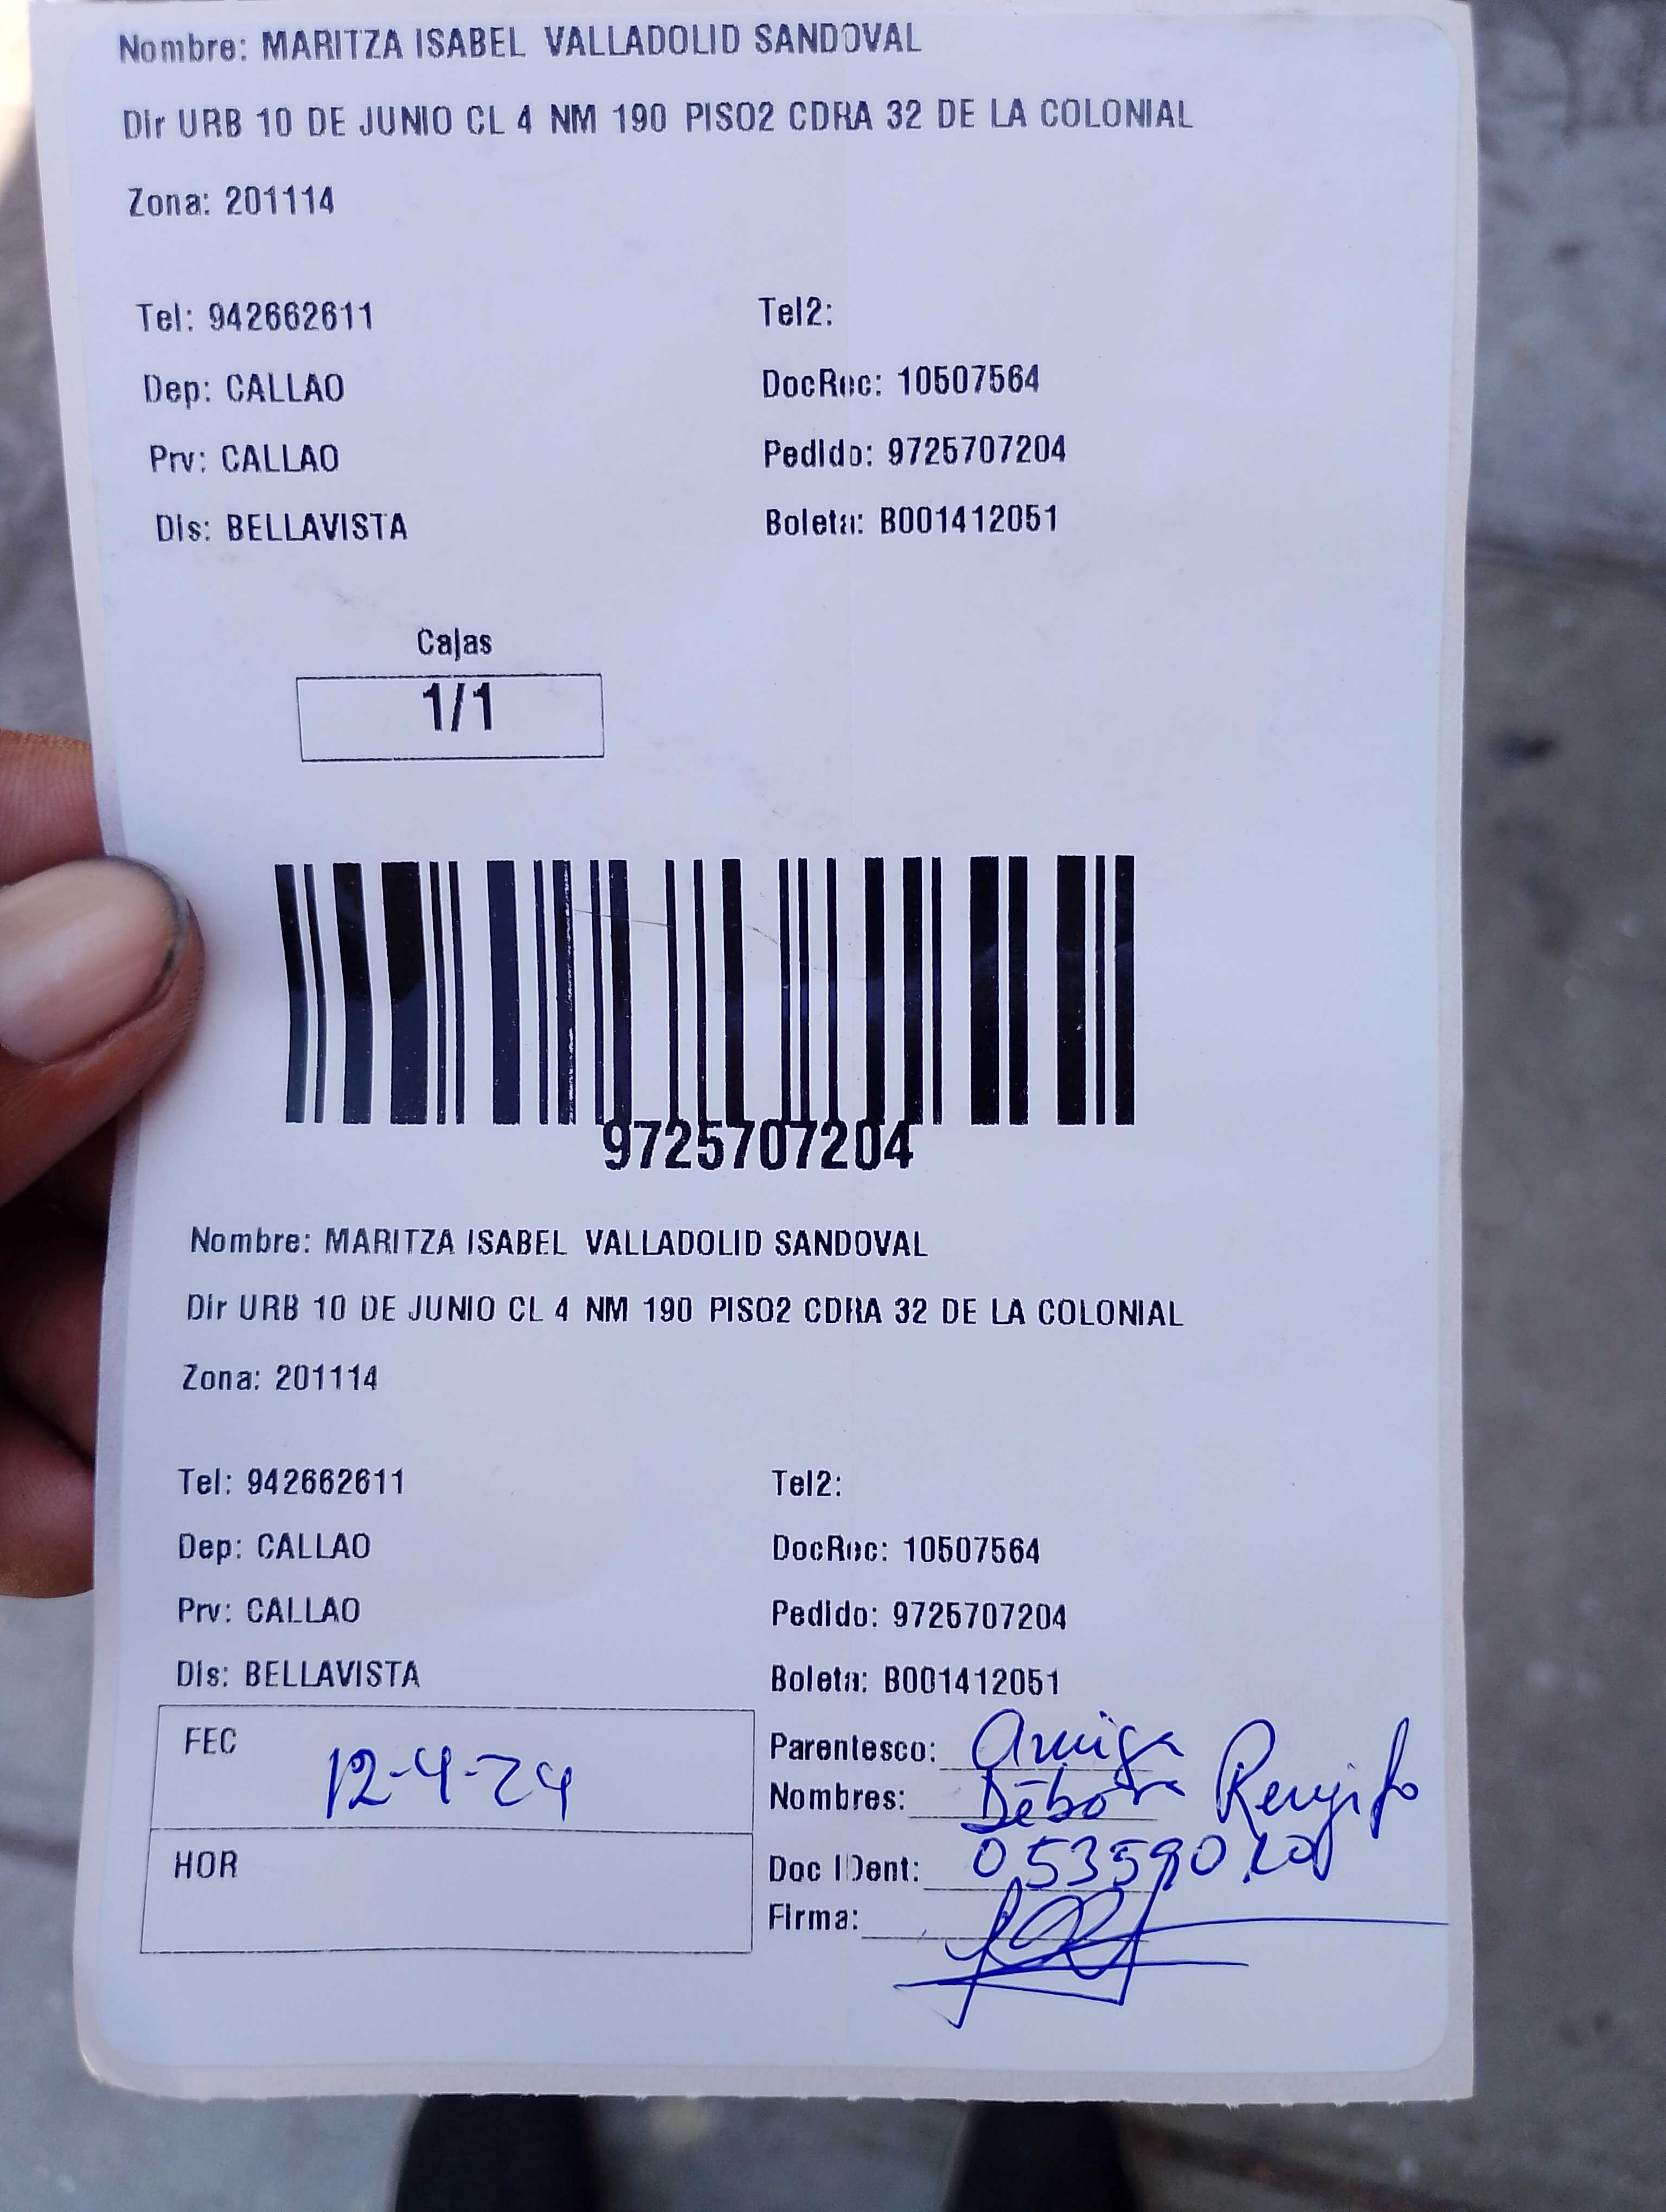 Nombre: MARITZA ISABEL VALLADOLID SANDOVAL
Dir URB 10 DE JUNIO CL 4 NM 190 PISO2 CDRA 32 DE LA COLONIAL
Zona: 201114
Tel: 942662611 Tel2:
Dep: CALLAO DocRec: 10507564
Prv: CALLAO Pedido: 9725707204
Dis: BELLAVISTA Boleta: B001412051
Cajas
1/1
9725707204
Nombre: MARITZA ISABEL VALLADOLID SANDOVAL
Dir URB 10 DE JUNIO CL 4 NM 190 PISO2 CDRA 32 DE LA COLONIAL
Zona: 201114
Tel: 942662611 Tel2:
Dep: CALLAO DocRec: 10507564
Prv: CALLAO Pedido: 9725707204
Dis: BELLAVISTA Boleta: B001412051
FEC 12-4-24
Parentesco: Amiga
Nombres: Débora Rengifo
HOR
Doc IDent:
Firma: